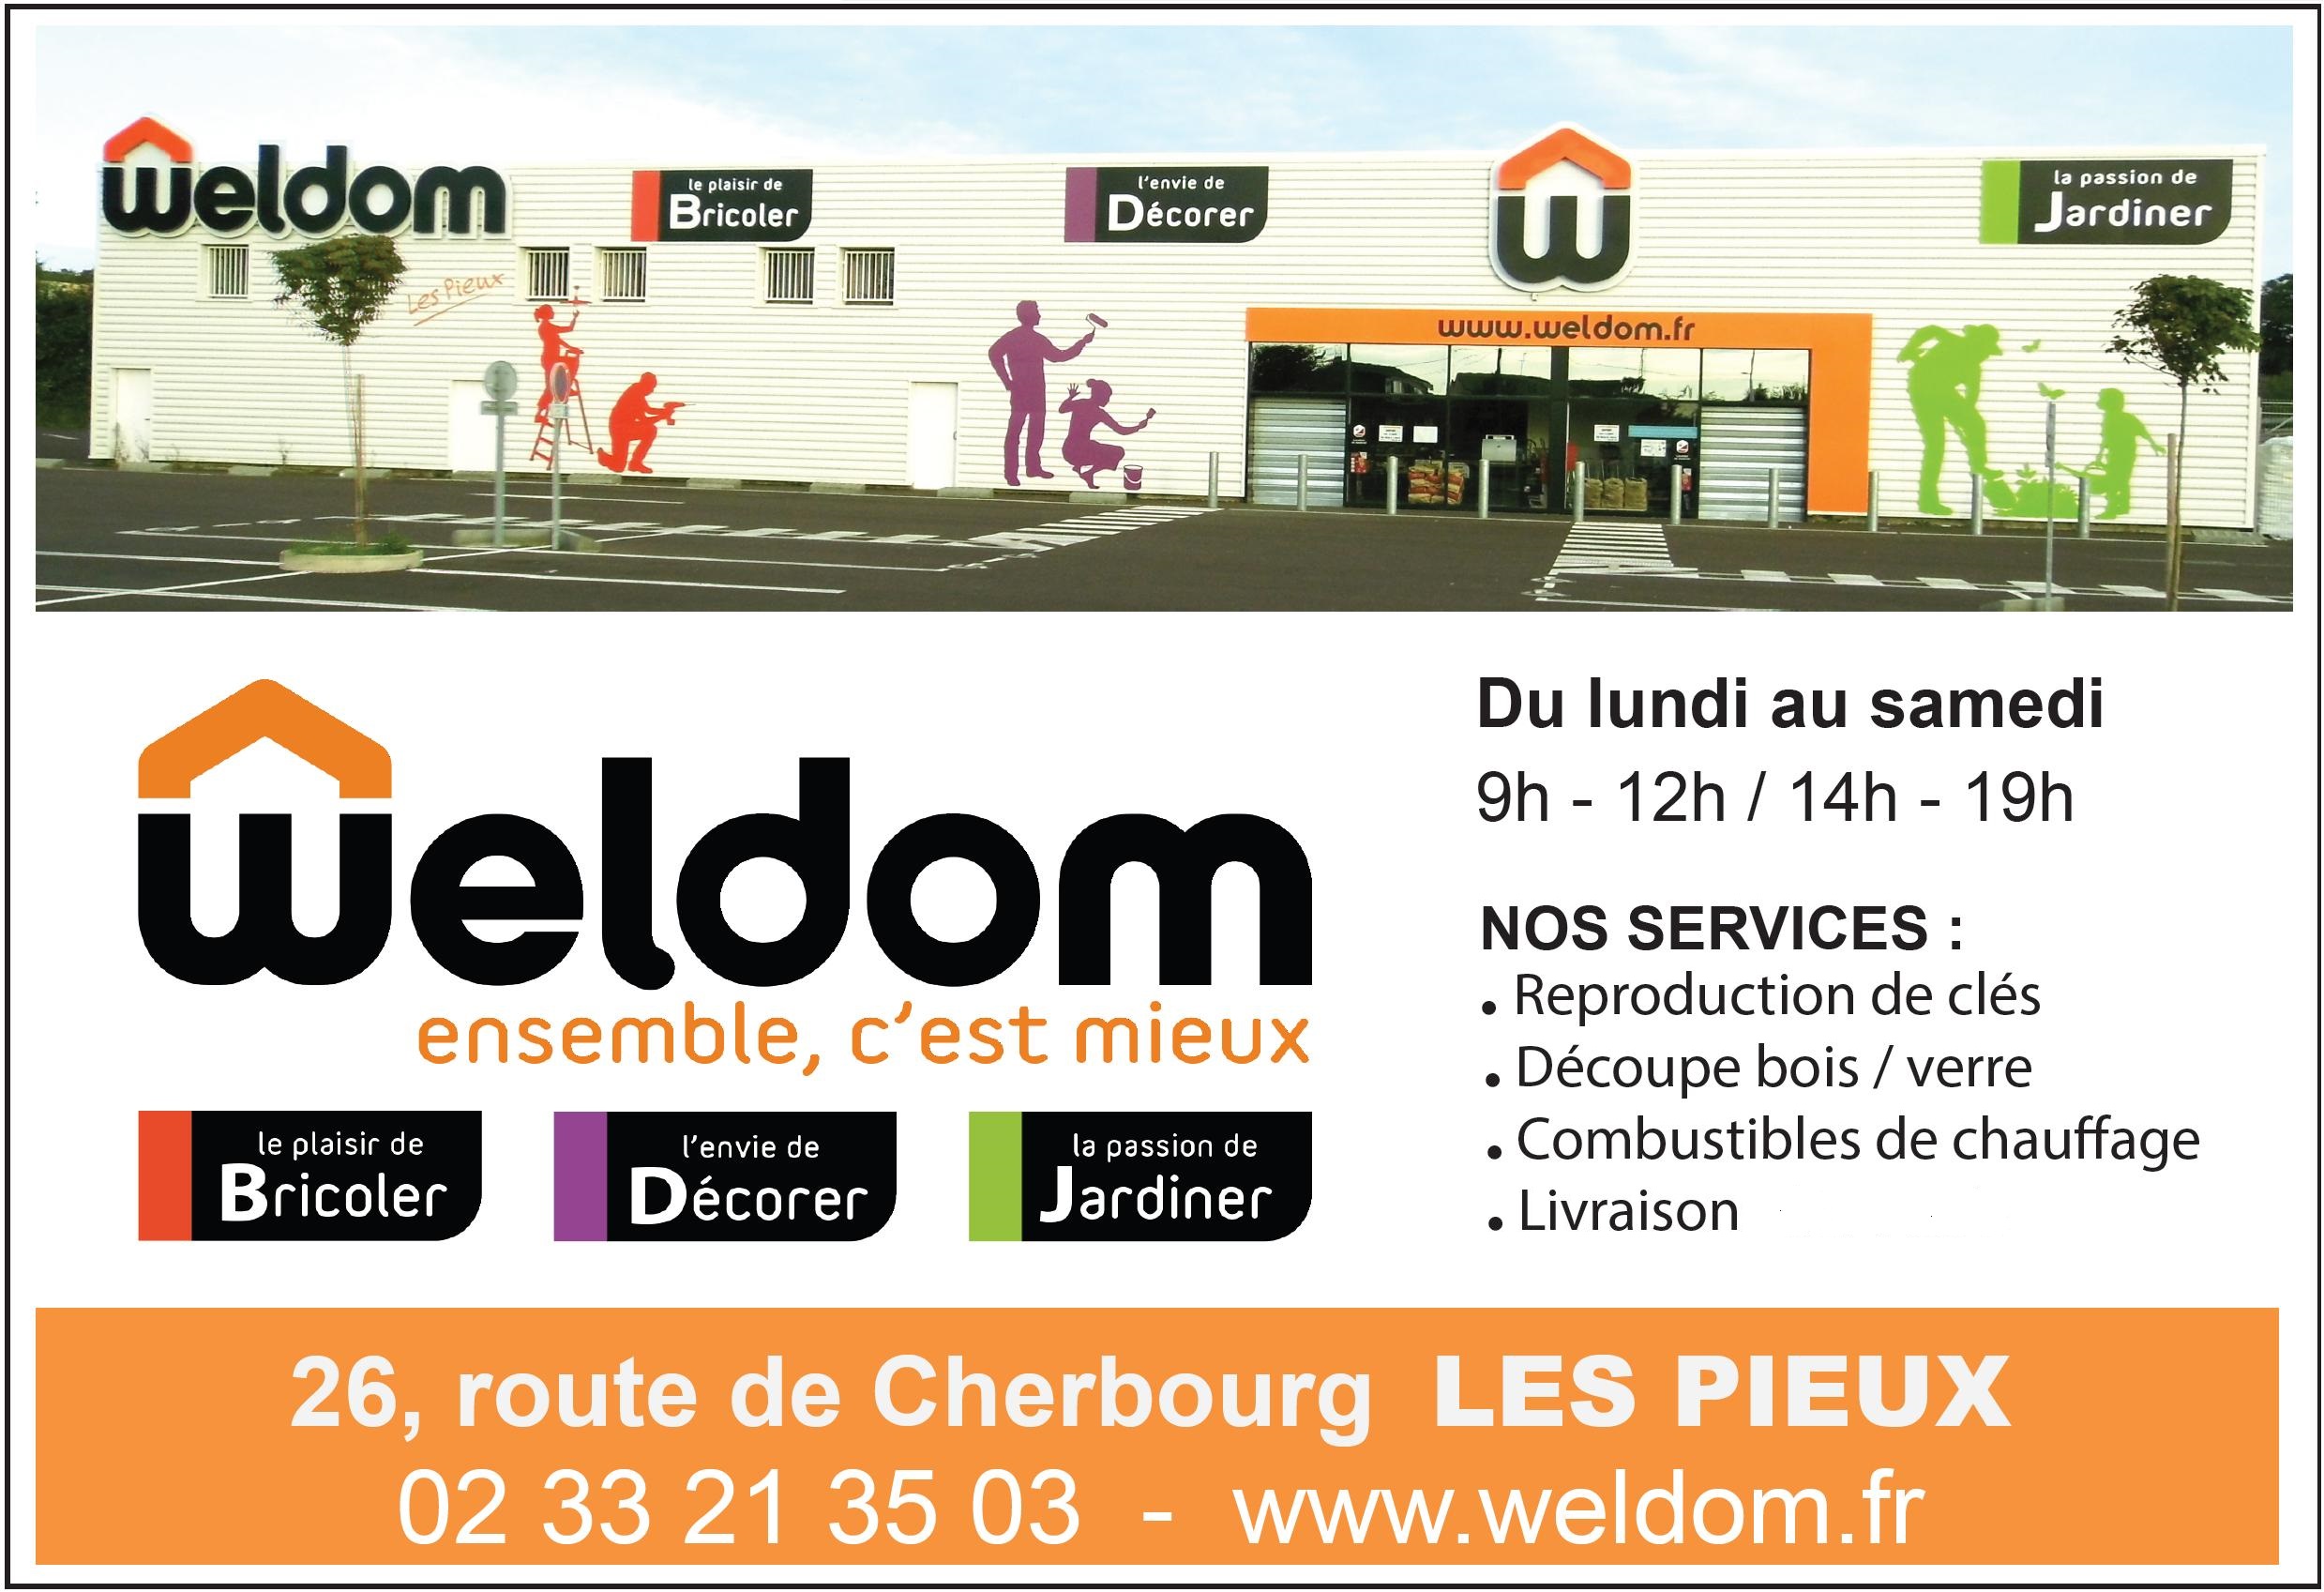 weldom
le plaisir de
Bricoler
l'envie de
Décorer
w
la passion de
Jardiner
Les Pieux
www.weldom.fr
weldom
ensemble, c'est mieux
le plaisir de
Bricoler
l'envie de
Décorer
la passion de
Jardiner
Du lundi au samedi
9h - 12h / 14h - 19h
NOS SERVICES :
. Reproduction de clés
. Découpe bois / verre
. Combustibles de chauffage
. Livraison
26, route de Cherbourg LES PIEUX
02 33 21 35 03 - www.weldom.fr